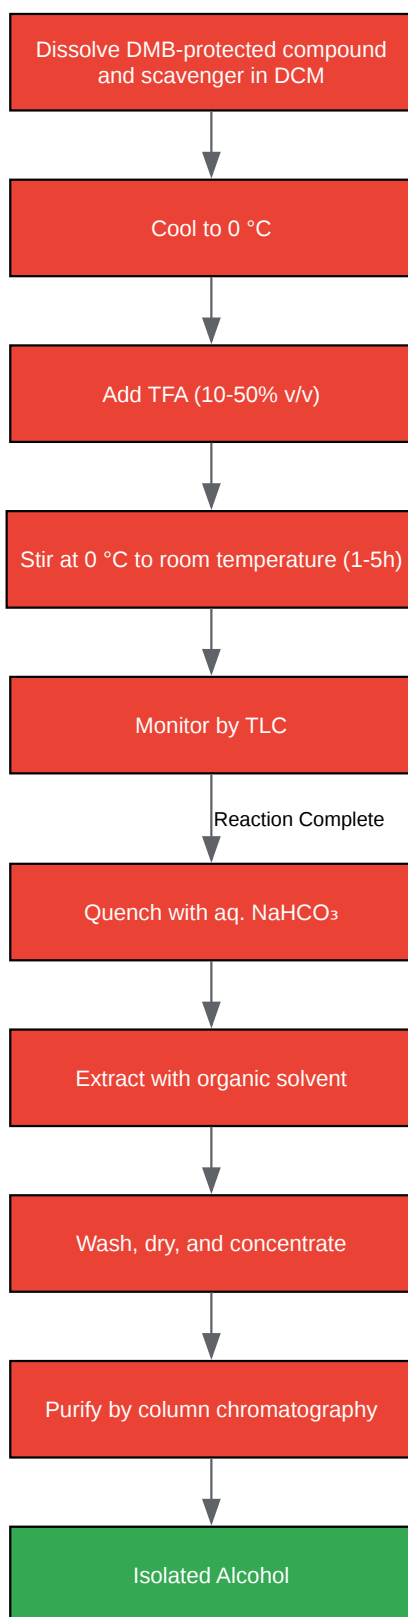 Dissolve DMB-protected compound
and scavenger in DCM
Cool to 0 °C
Add TFA (10-50% v/v)
Stir at 0 °C to room temperature (1-5h)
Monitor by TLC
Reaction Complete
Quench with aq. NaHCO₃
Extract with organic solvent
Wash, dry, and concentrate
Purify by column chromatography
Isolated Alcohol